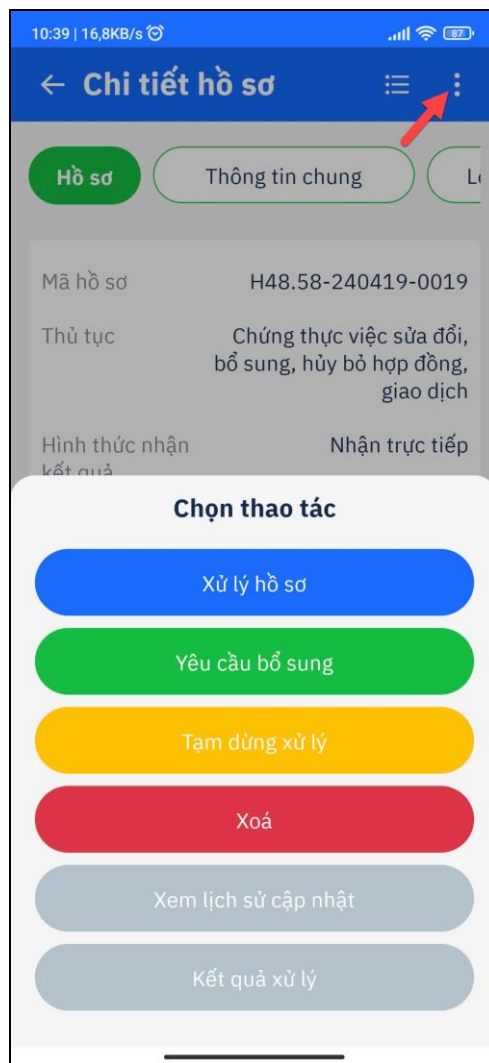 10:39 | 16,8KB/s
87
Chi tiết hồ sơ
Hồ sơ
Thông tin chung
Mã hồ sơ
H48.58-240419-0019
Thủ tục
Chứng thực việc sửa đổi,
bổ sung, hủy bỏ hợp đồng,
giao dịch
Hình thức nhận
kết quả
Nhận trực tiếp
Chọn thao tác
Xử lý hồ sơ
Yêu cầu bổ sung
Tạm dừng xử lý
Xoá
Xem lịch sử cập nhật
Kết quả xử lý